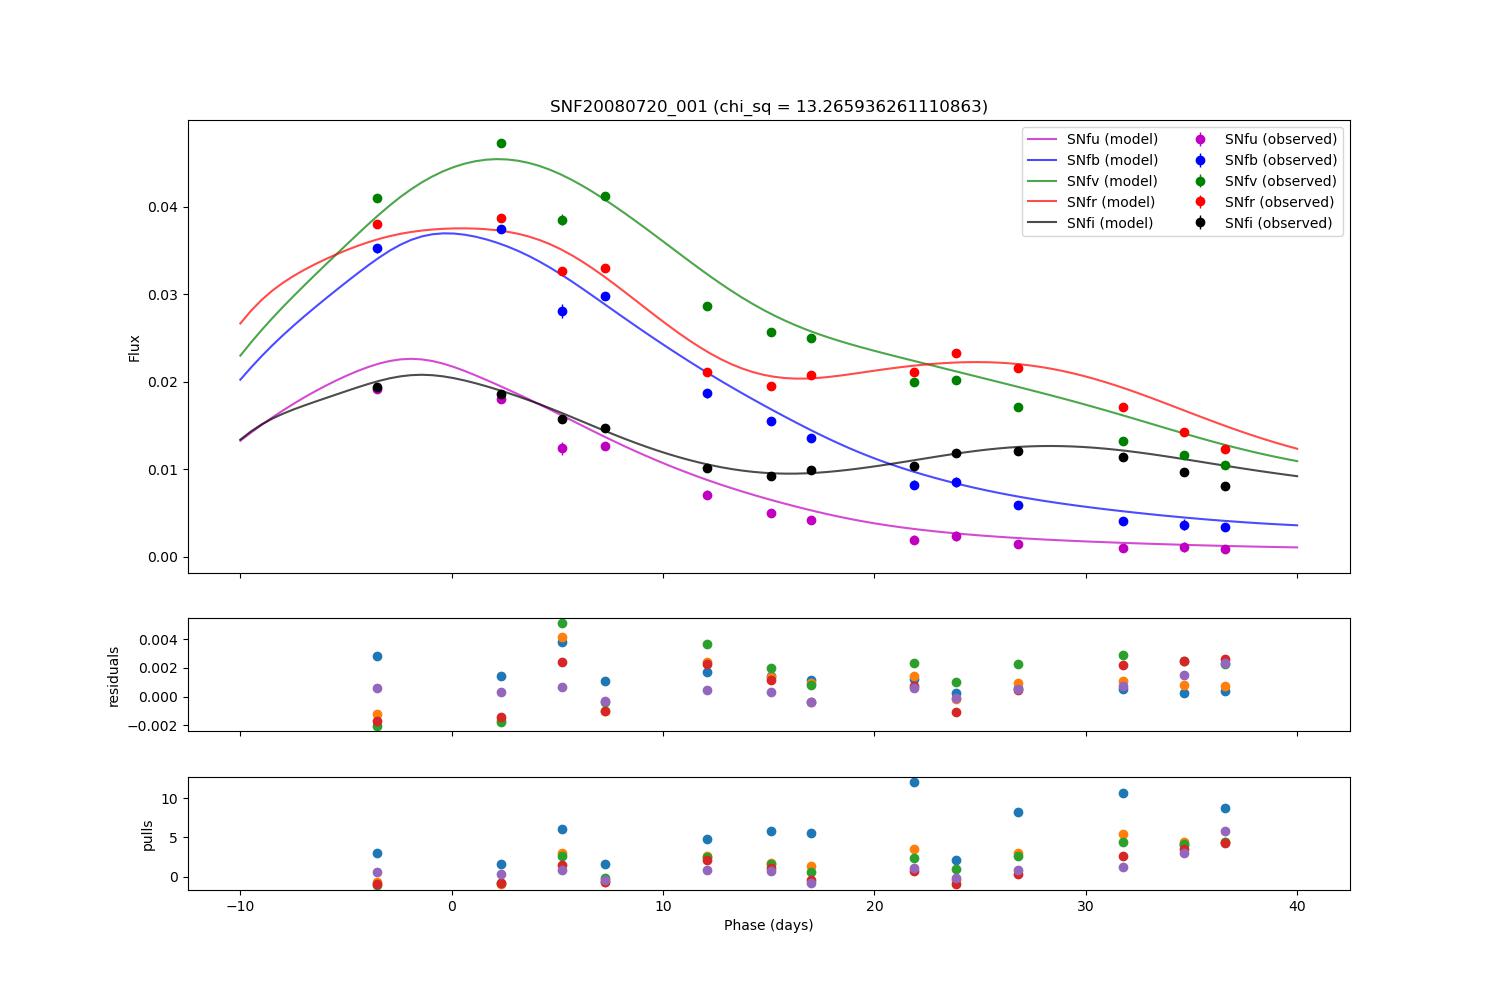 SNF20080720_001 (chi_sq = 13.265936261110863)
SNfu (model) SNfu (observed)
SNfb (model) SNfb (observed)
SNfv (model) SNfv (observed)
SNfr (model) SNfr (observed)
SNfi (model) SNfi (observed)
Flux
0.04
0.03
0.02
0.01
0.00
residuals
0.004
0.002
0.000
−0.002
pulls
10
5
0
−10 0 10 20 30 40
Phase (days)